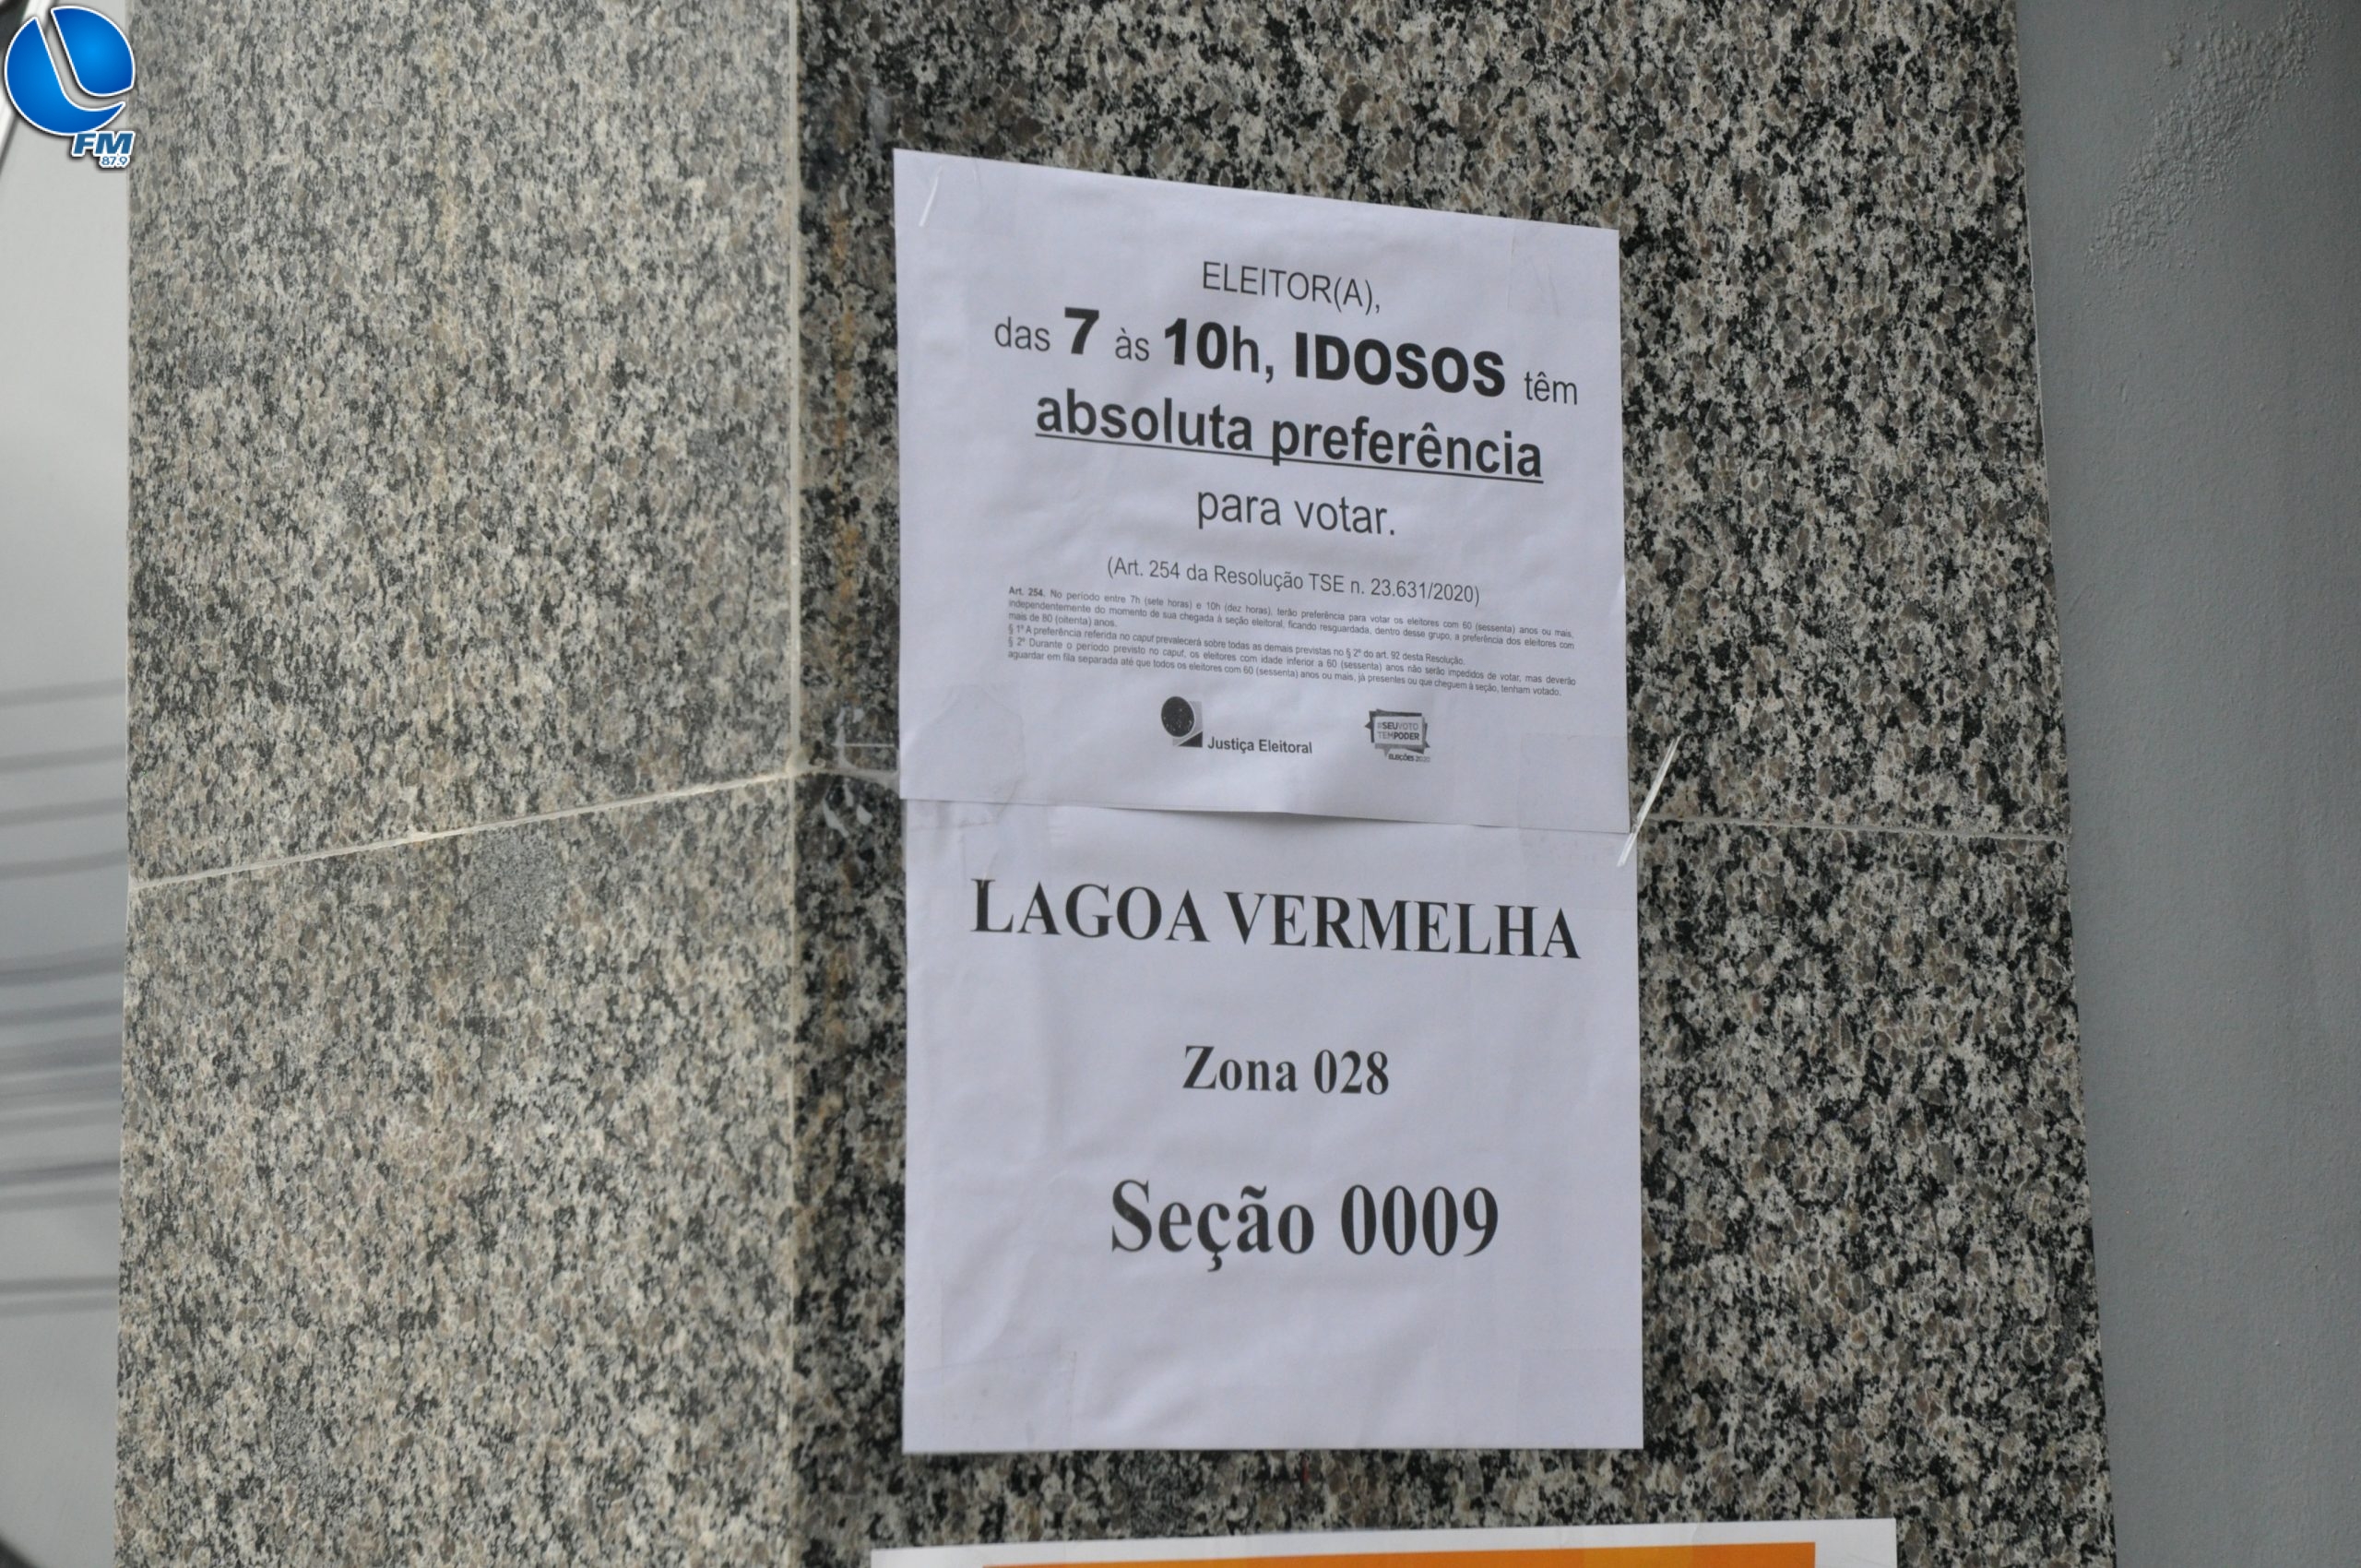 FM
87.9
ELEITOR(A),
das 7 às 10h, IDOSOS têm
absoluta preferência
para votar.
(Art. 254 da Resolução TSE n. 23.631/2020)
Art. 254. No período entre 7h (sete horas) e 10h (dez horas), terão preferência para votar os eleitores com 60 (sessenta) anos ou mais,
independentemente do momento de sua chegada à seção eleitoral, ficando resguardada, dentro desse grupo, a preferência dos eleitores com
mais de 80 (oitenta) anos.
§ 1º A preferência referida no caput prevalecerá sobre todas as demais previstas no § 2º do art. 92 desta Resolução.
§ 2º Durante o período previsto no caput, os eleitores com idade inferior a 60 (sessenta) anos não serão impedidos de votar, mas deverão
aguardar em fila separada até que todos os eleitores com 60 (sessenta) anos ou mais, já presentes ou que cheguem à seção, tenham votado.
Justiça Eleitoral
#SEUVOTO
TEMPODER
ELEIÇÕES 2020
LAGOA VERMELHA
Zona 028
Seção 0009